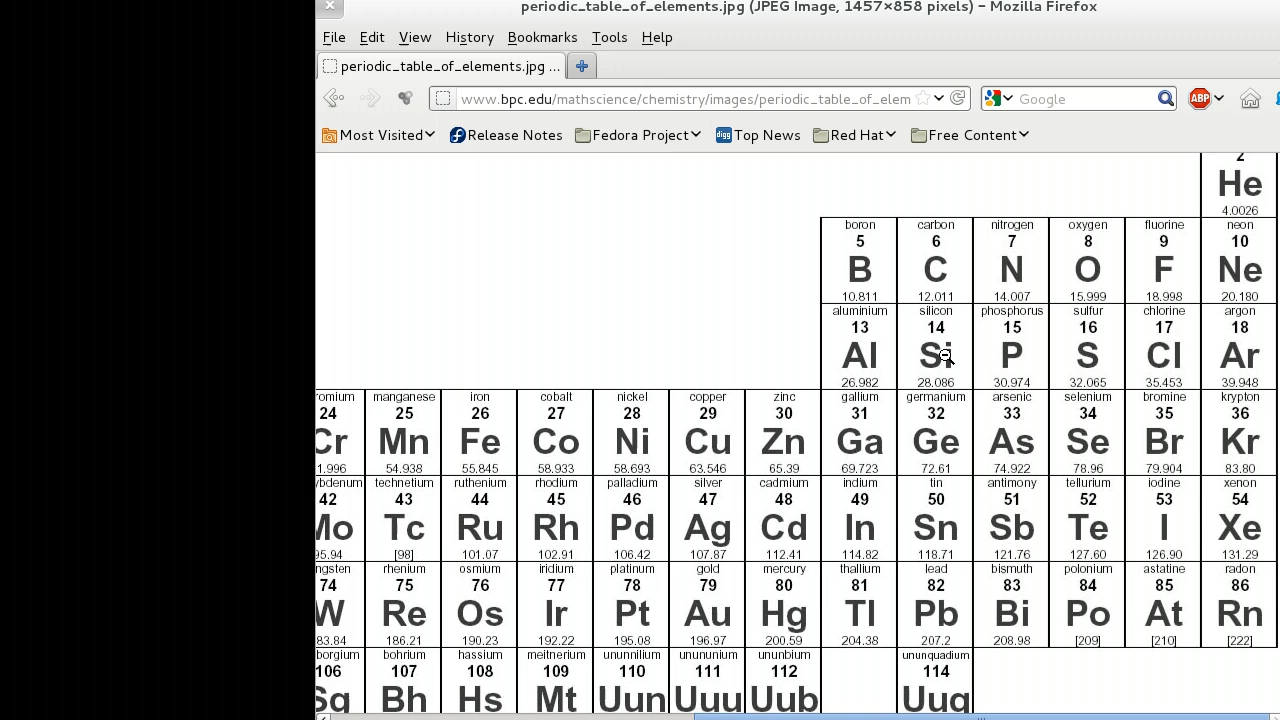 periodic_table_of_elements.jpg (JPEG Image, 1457×858 pixels) – Mozilla Firefox
File Edit View History Bookmarks Tools Help
periodic_table_of_elements.jpg ...
www.bpc.edu/mathscience/chemistry/images/periodic_table_of_elem Google ABP
Most Visited Release Notes Fedora Project digg Top News Red Hat Free Content
2
He
4.0026
boron carbon nitrogen oxygen fluorine neon
5 6 7 8 9 10
B C N O F Ne
10.811 12.011 14.007 15.999 18.998 20.180
aluminium silicon phosphorus sulfur chlorine argon
13 14 15 16 17 18
Al Si P S Cl Ar
26.982 28.086 30.974 32.065 35.453 39.948
romium manganese iron cobalt nickel copper zinc gallium germanium arsenic selenium bromine krypton
24 25 26 27 28 29 30 31 32 33 34 35 36
Cr Mn Fe Co Ni Cu Zn Ga Ge As Se Br Kr
1.996 54.938 55.845 58.933 58.693 63.546 65.39 69.723 72.61 74.922 78.96 79.904 83.80
ybdenum technetium ruthenium rhodium palladium silver cadmium indium tin antimony tellurium iodine xenon
42 43 44 45 46 47 48 49 50 51 52 53 54
Mo Tc Ru Rh Pd Ag Cd In Sn Sb Te I Xe
95.94 [98] 101.07 102.91 106.42 107.87 112.41 114.82 118.71 121.76 127.60 126.90 131.29
ngsten rhenium osmium iridium platinum gold mercury thallium lead bismuth polonium astatine radon
74 75 76 77 78 79 80 81 82 83 84 85 86
W Re Os Ir Pt Au Hg Tl Pb Bi Po At Rn
83.84 186.21 190.23 192.22 195.08 196.97 200.59 204.38 207.2 208.98 [209] [210] [222]
borgium bohrium hassium meitnerium ununnilium unununium ununbium ununquadium
106 107 108 109 110 111 112 114
Sg Bh Hs Mt Uun Uuu Uub Uuq